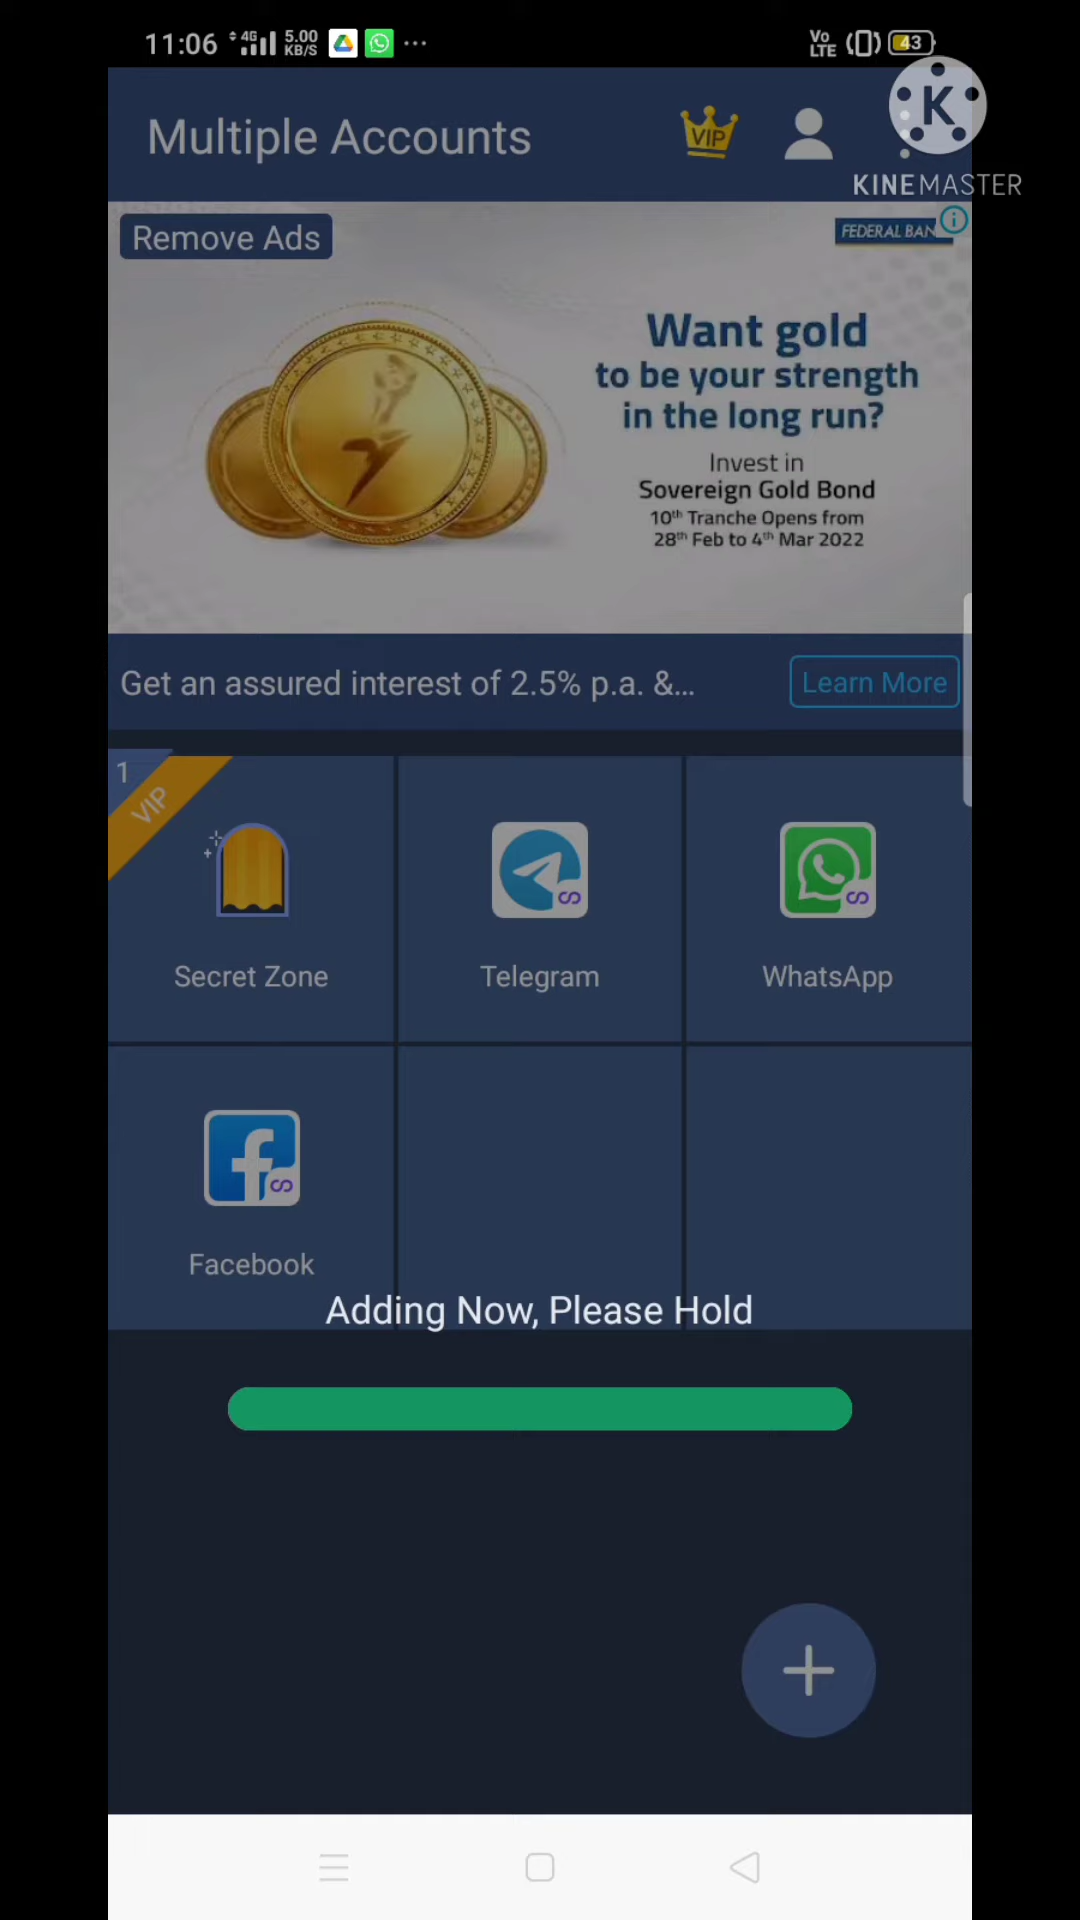 11:06 4G 5.00 KB/S ... Vo LTE 43
Multiple Accounts VIP
K
KINEMASTER
Remove Ads
FEDERAL BAN
Want gold
to be your strength
in the long run?
Invest in
Sovereign Gold Bond
10th Tranche Opens from
28th Feb to 4th Mar 2022
Get an assured interest of 2.5% p.a. &...
Learn More
1
VIP
Secret Zone
Telegram
WhatsApp
Facebook
Adding Now, Please Hold